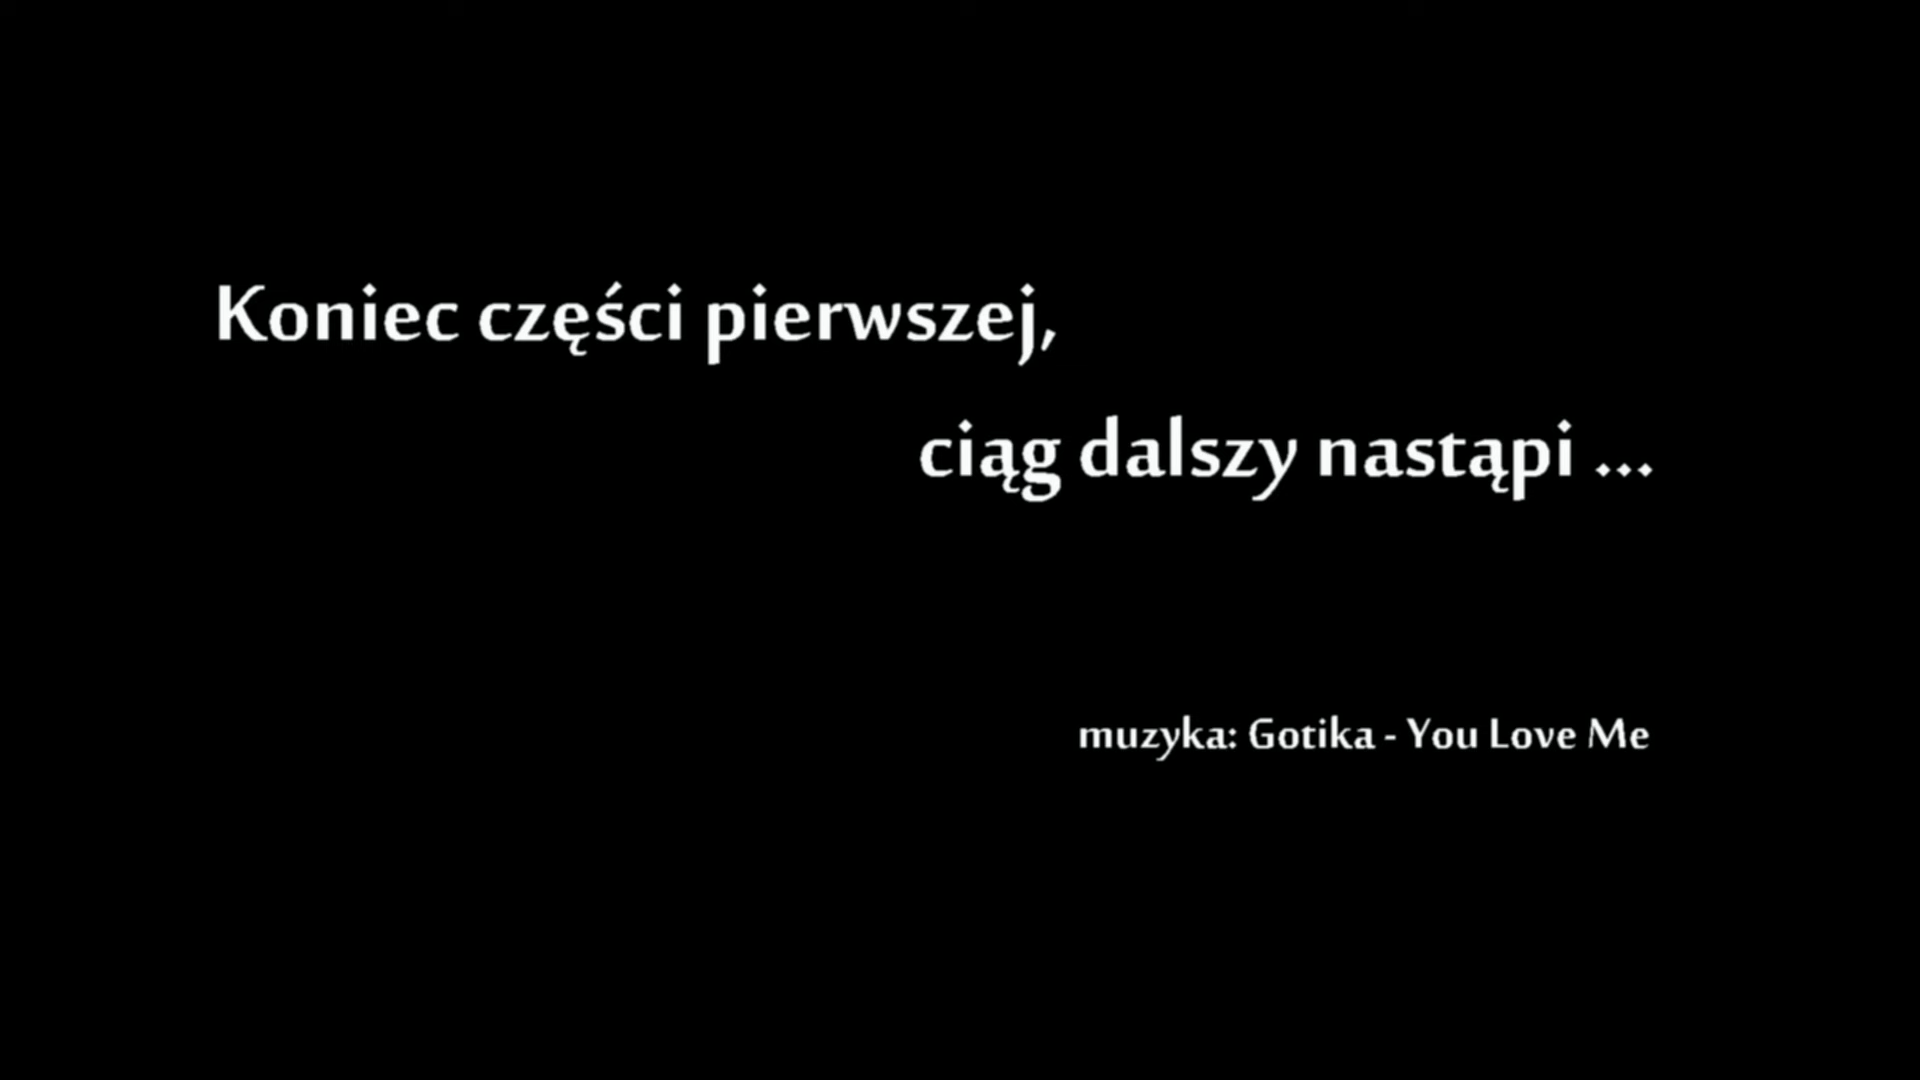 Koniec części pierwszej,
ciąg dalszy nastąpi ...
muzyka: Gotika - You Love Me